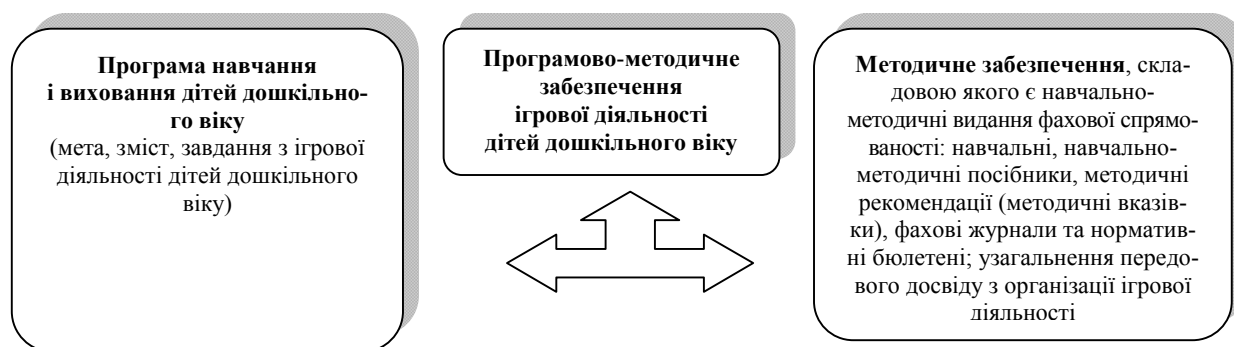 Програма навчання
і виховання дітей дошкільно-
го віку
(мета, зміст, завдання з ігрової
діяльності дітей дошкільного
віку)
Програмово-методичне
забезпечення
ігрової діяльності
дітей дошкільного віку
Методичне забезпечення, скла-
довою якого є навчально-
методичні видання фахової спрямо-
ваності: навчальні, навчально-
методичні посібники, методичні
рекомендації (методичні вказів-
ки), фахові журнали та норматив-
ні бюлетені; узагальнення передо-
вого досвіду з організації ігрової
діяльності